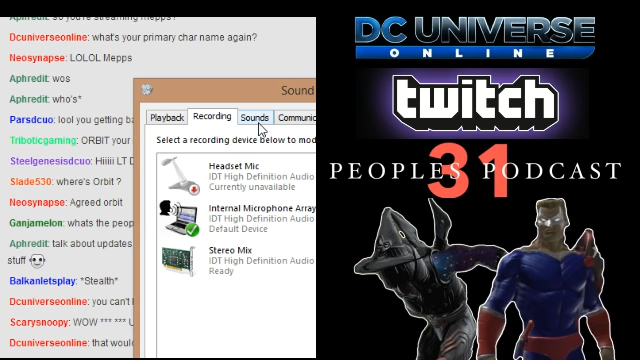 Aphredit: so you're streaming mepps?
Dcuniverseonline: what's your primary char name again?
Neosynapse: LOLOL Mepps
Aphredit: wos
Aphredit: who's*
Parsdcuo: lool you getting ba
Triboticgaming: ORBIT your
Steelgenesisdcuo: Hiiiii LT D
Slade530: where's Orbit ?
Neosynapse: Agreed orbit
Ganjamelon: whats the peop
Aphredit: talk about updates
stuff
Balkanletsplay: *Stealth*
Dcuniverseonline: you can't
Scarysnoopy: WOW *** *** U
Dcuniverseonline: that would
Sound
Playback Recording Sounds Communic
Select a recording device below to mod
Headset Mic
IDT High Definition Audio
Currently unavailable
Internal Microphone Array
IDT High Definition Audio
Default Device
Stereo Mix
IDT High Definition Audio
Ready
DC UNIVERSE
ONLINE
twitch
31
PEOPLES PODCAST